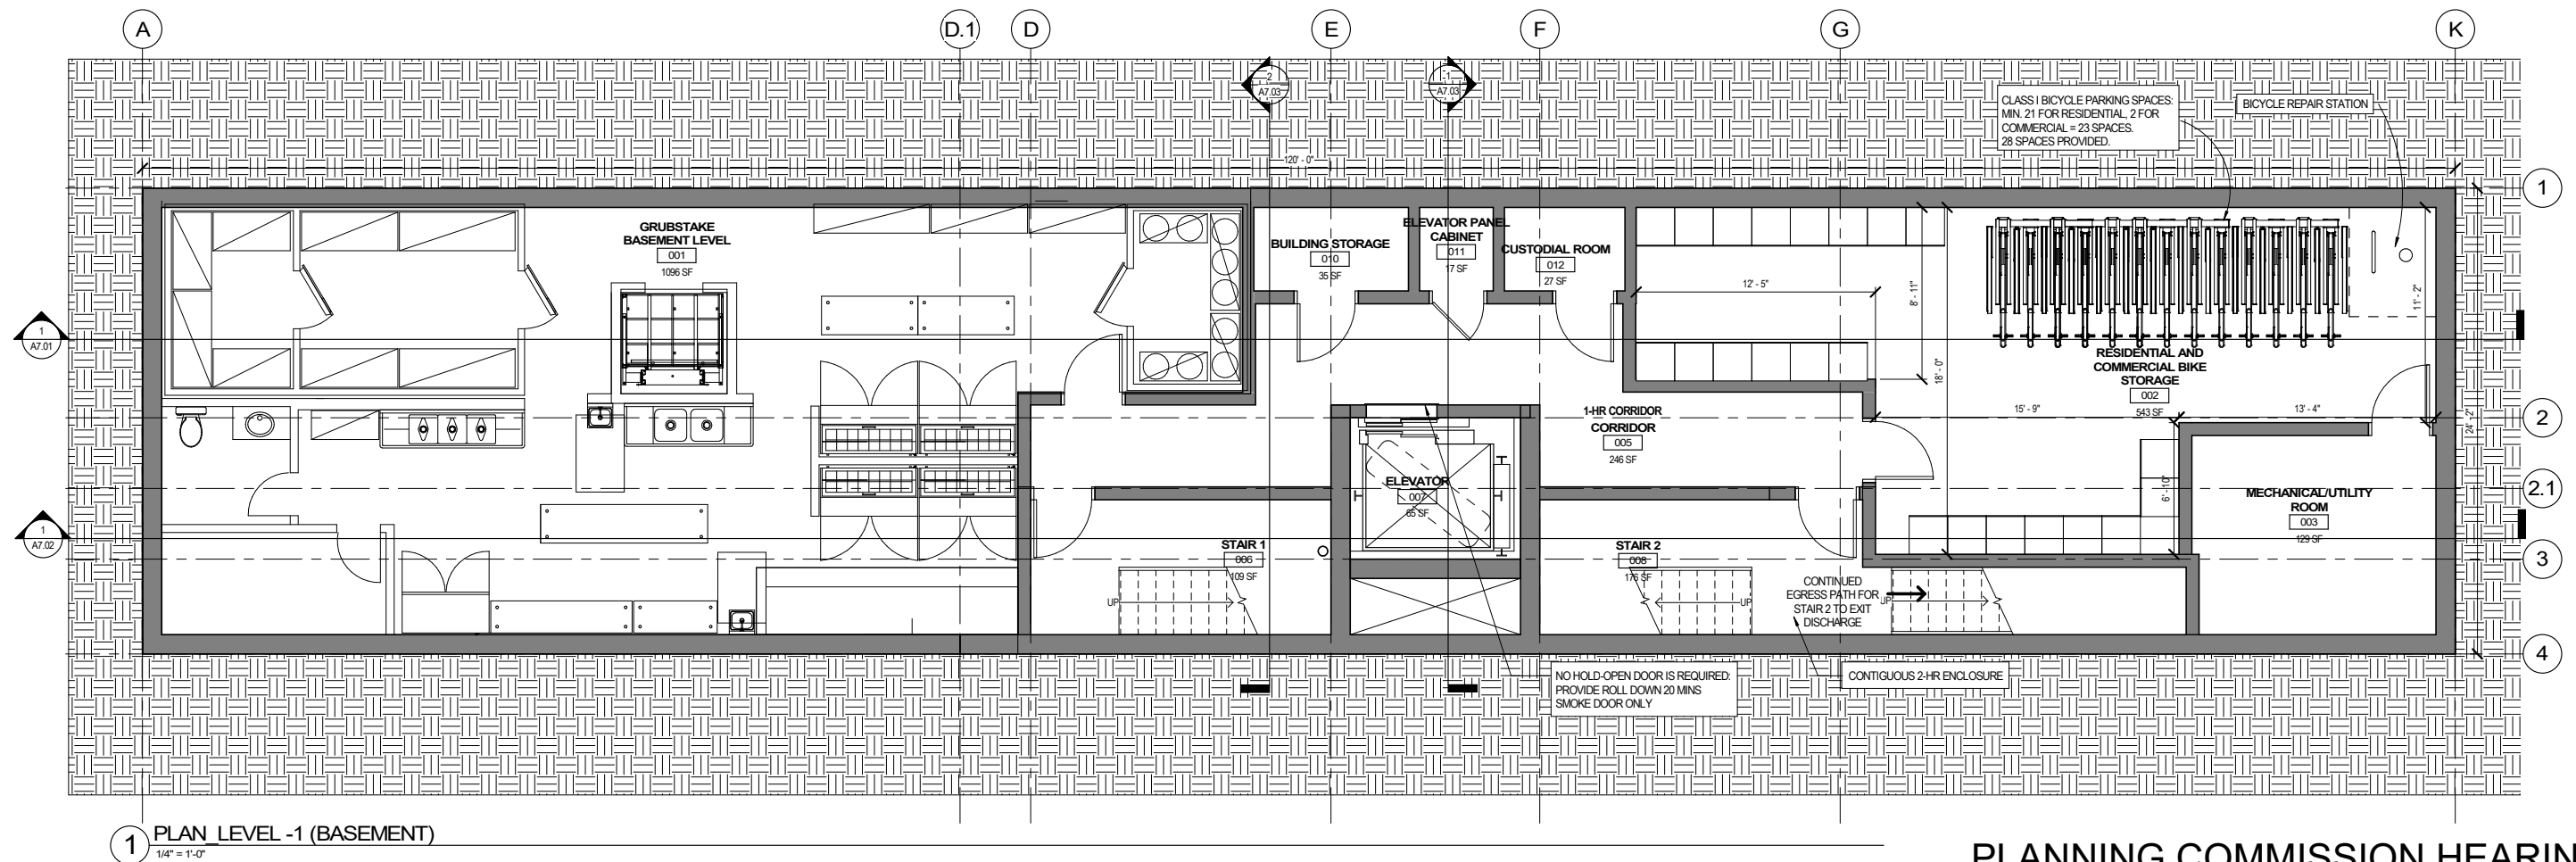 A
D.1
D
E
F
G
K
2
A7.03
1
A7.03
CLASS I BICYCLE PARKING SPACES:
MIN. 21 FOR RESIDENTIAL, 2 FOR
COMMERCIAL = 23 SPACES.
28 SPACES PROVIDED.
BICYCLE REPAIR STATION
120' - 0"
1
GRUBSTAKE
BASEMENT LEVEL
001
1096 SF
BUILDING STORAGE
010
35 SF
ELEVATOR PANEL
CABINET
011
17 SF
CUSTODIAL ROOM
012
27 SF
12' - 5"
8' - 11"
18' - 0"
11' - 2"
1
A7.01
RESIDENTIAL AND
COMMERCIAL BIKE
STORAGE
002
543 SF
15' - 9"
13' - 4"
24' - 2"
2
1-HR CORRIDOR
CORRIDOR
005
246 SF
ELEVATOR
007
65 SF
6' - 10"
2.1
MECHANICAL/UTILITY
ROOM
003
129 SF
1
A7.02
STAIR 1
006
109 SF
UP
STAIR 2
008
176 SF
UP
CONTINUED
EGRESS PATH FOR
STAIR 2 TO EXIT
DISCHARGE
UP
3
4
NO HOLD-OPEN DOOR IS REQUIRED:
PROVIDE ROLL DOWN 20 MINS
SMOKE DOOR ONLY
CONTIGUOUS 2-HR ENCLOSURE
1
PLAN_LEVEL -1 (BASEMENT)
1/4" = 1'-0"
PLANNING COMMISSION HEARIN